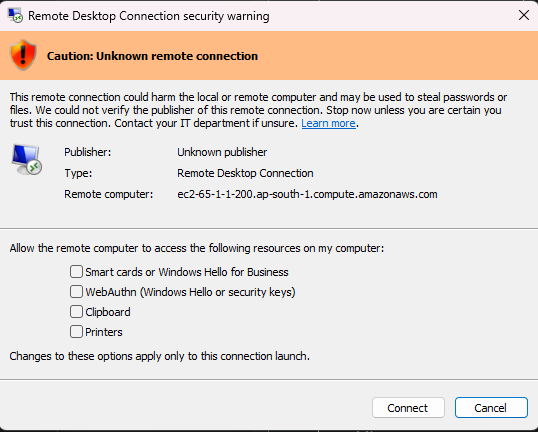 Remote Desktop Connection security warning
Caution: Unknown remote connection
This remote connection could harm the local or remote computer and may be used to steal passwords or
files. We could not verify the publisher of this remote connection. Stop now unless you are certain you
trust this connection. Contact your IT department if unsure. Learn more.
Publisher: Unknown publisher
Type: Remote Desktop Connection
Remote computer: ec2-65-1-1-200.ap-south-1.compute.amazonaws.com
Allow the remote computer to access the following resources on my computer:
Smart cards or Windows Hello for Business
WebAuthn (Windows Hello or security keys)
Clipboard
Printers
Changes to these options apply only to this connection launch.
Connect Cancel